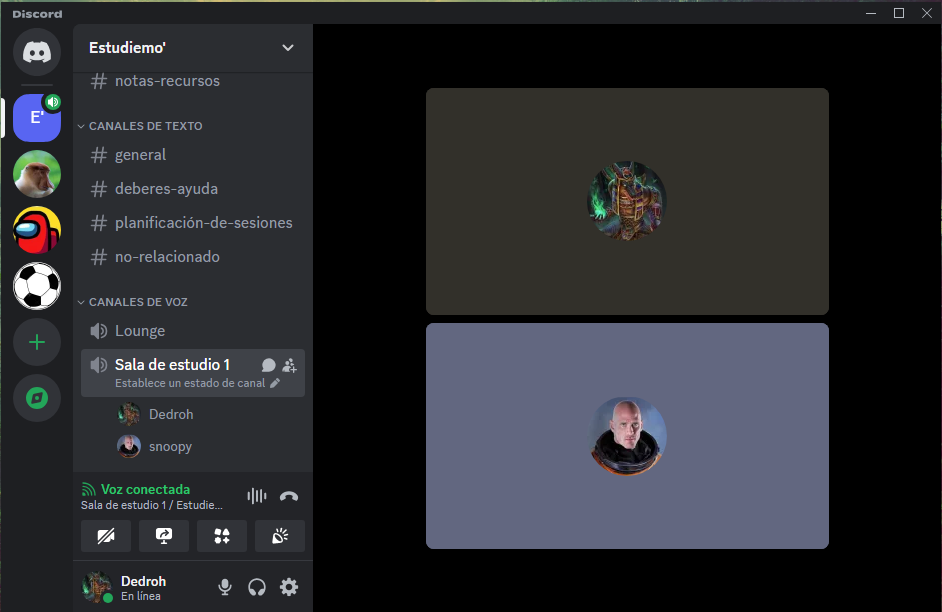 Discord
Estudiemo'
E'
notas-recursos
CANALES DE TEXTO
general
deberes-ayuda
planificación-de-sesiones
no-relacionado
CANALES DE VOZ
Lounge
Sala de estudio 1
Establece un estado de canal
Dedroh
snoopy
Voz conectada
Sala de estudio 1 / Estudie...
Dedroh
En línea